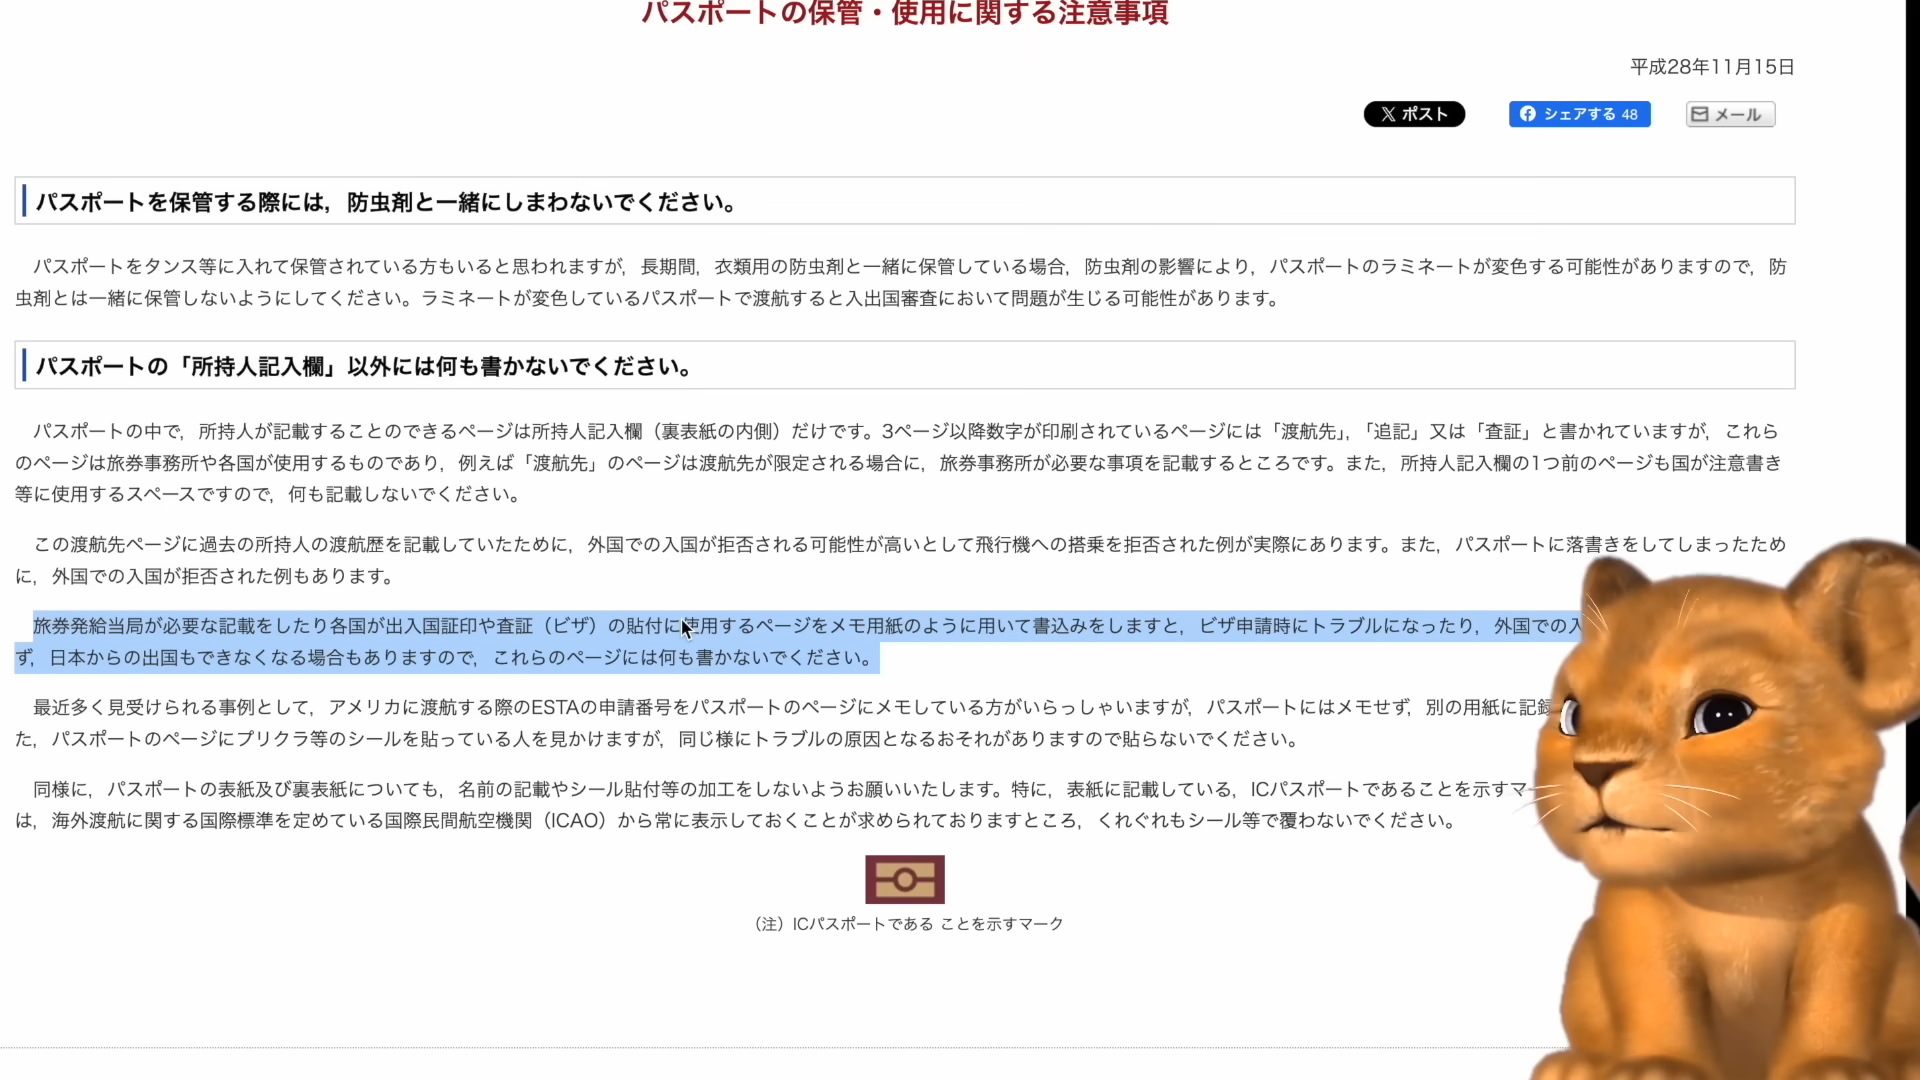 パスポートの保管・使用に関する注意事項
平成28年11月15日
ポスト
シェアする 48
メール
パスポートを保管する際には，防虫剤と一緒にしまわないでください。
パスポートをタンス等に入れて保管されている方もいると思われますが，長期間，衣類用の防虫剤と一緒に保管している場合，防虫剤の影響により，パスポートのラミネートが変色する可能性がありますので，防
虫剤とは一緒に保管しないようにしてください。ラミネートが変色しているパスポートで渡航すると入出国審査において問題が生じる可能性があります。
パスポートの「所持人記入欄」以外には何も書かないでください。
パスポートの中で，所持人が記載することのできるページは所持人記入欄（裏表紙の内側）だけです。3ページ以降数字が印刷されているページには「渡航先」，「追記」又は「査証」と書かれていますが，これら
のページは旅券事務所や各国が使用するものであり，例えば「渡航先」のページは渡航先が限定される場合に，旅券事務所が必要な事項を記載するところです。また，所持人記入欄の1つ前のページも国が注意書き
等に使用するスペースですので，何も記載しないでください。
この渡航先ページに過去の所持人の渡航歴を記載していたために，外国での入国が拒否される可能性が高いとして飛行機への搭乗を拒否された例が実際にあります。また，パスポートに落書きをしてしまったため
に，外国での入国が拒否された例もあります。
旅券発給当局が必要な記載をしたり各国が出入国証印や査証（ビザ）の貼付に使用するページをメモ用紙のように用いて書込みをしますと，ビザ申請時にトラブルになったり，外国での入
ず，日本からの出国もできなくなる場合もありますので，これらのページには何も書かないでください。
最近多く見受けられる事例として，アメリカに渡航する際のESTAの申請番号をパスポートのページにメモしている方がいらっしゃいますが，パスポートにはメモせず，別の用紙に記録
た，パスポートのページにプリクラ等のシールを貼っている人を見かけますが，同じ様にトラブルの原因となるおそれがありますので貼らないでください。
同様に，パスポートの表紙及び裏表紙についても，名前の記載やシール貼付等の加工をしないようお願いいたします。特に，表紙に記載している，ICパスポートであることを示すマー
は，海外渡航に関する国際標準を定めている国際民間航空機関（ICAO）から常に表示しておくことが求められておりますところ，くれぐれもシール等で覆わないでください。
（注）ICパスポートである ことを示すマーク